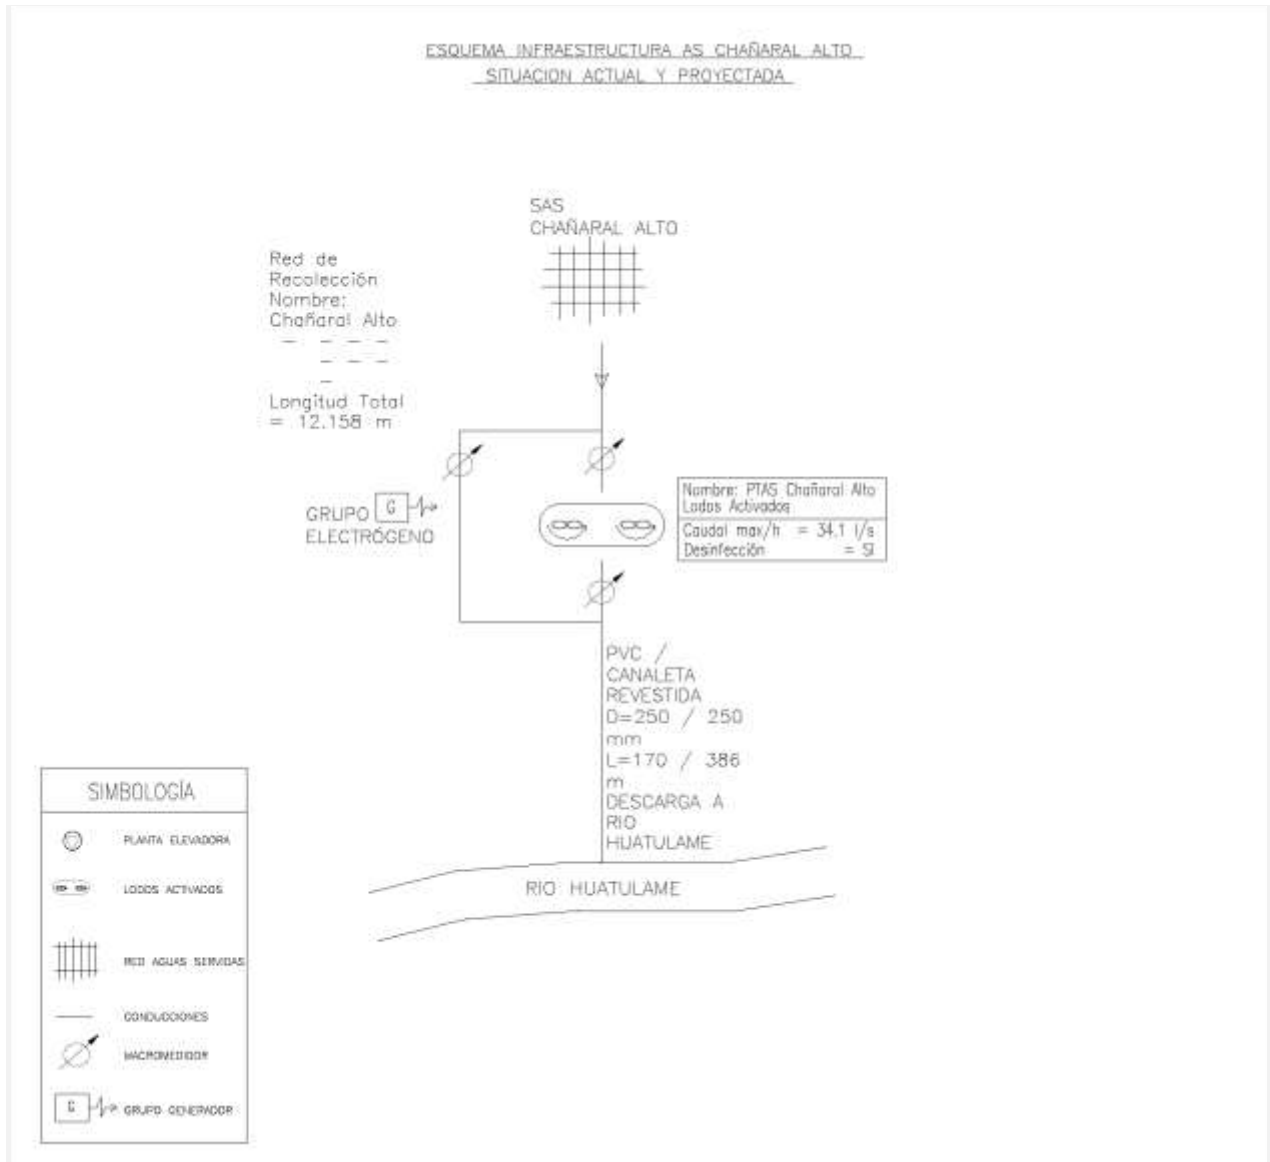 ESQUEMA INFRAESTRUCTURA AS CHAÑARAL ALTO
SITUACION ACTUAL Y PROYECTADA
SAS
CHAÑARAL ALTO
Red de
Recolección
Nombre:
Chañaral Alto
— — — —
— — —
—
Longitud Total
= 12.158 m
GRUPO
ELECTRÓGENO
G
Nombre: PTAS Chañaral Alto
Lodos Activados
Caudal max/h = 34.1 l/s
Desinfección = SI
PVC /
CANALETA
REVESTIDA
D=250 / 250
mm
L=170 / 386
m
DESCARGA A
RIO
HUATULAME
RIO HUATULAME
SIMBOLOGÍA
PLANTA ELEVADORA
LODOS ACTIVADOS
RED AGUAS SERVIDAS
CONDUCCIONES
MACROMEDIDOR
G
GRUPO GENERADOR